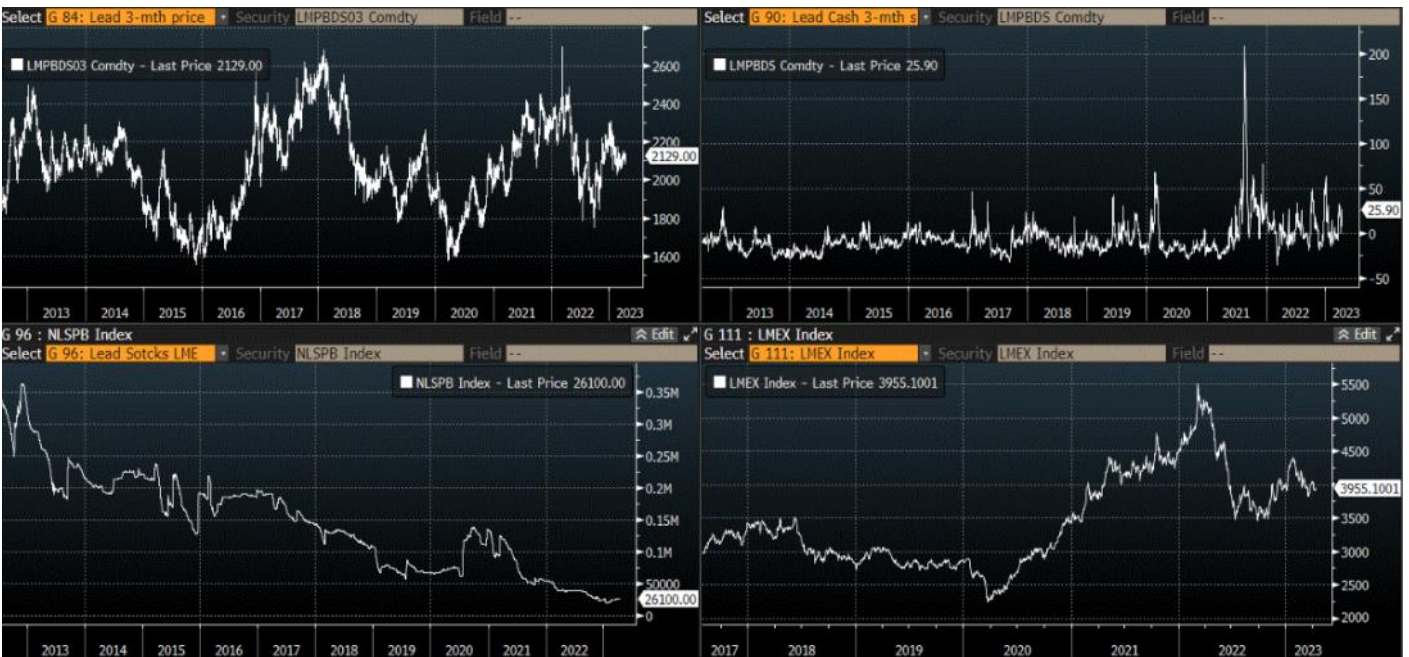 Select G 84: Lead 3-mth price Security LMPBDS03 Comdty Field --
LMPBDS03 Comdty - Last Price 2129.00
2600
2400
2200
2129.00
2000
1800
1600
2013 2014 2015 2016 2017 2018 2019 2020 2021 2022 2023
Select G 90: Lead Cash 3-mth s Security LMPBDS Comdty Field --
LMPBDS Comdty - Last Price 25.90
200
150
100
50
25.90
0
-50
2013 2014 2015 2016 2017 2018 2019 2020 2021 2022 2023
G 96 : NLSPB Index Edit
Select G 96: Lead Sotcks LME Security NLSPB Index Field --
NLSPB Index - Last Price 26100.00
0.35M
0.3M
0.25M
0.2M
0.15M
0.1M
50000
26100.00
0
2013 2014 2015 2016 2017 2018 2019 2020 2021 2022
G 111 : LMEX Index Edit
Select G 111: LMEX Index Security LMEX Index Field --
LMEX Index - Last Price 3955.1001
5500
5000
4500
3955.1001
3500
3000
2500
2000
2017 2018 2019 2020 2021 2022 2023